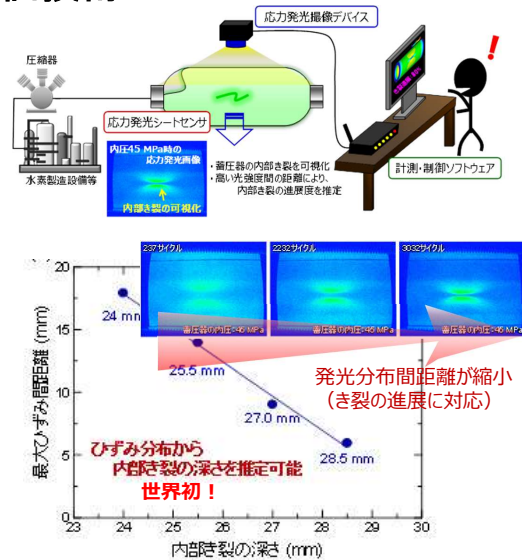 応力発光撮像デバイス
圧縮器
応力発光シートセンサ
内圧45 MPa時の
応力発光画像
内部き裂の可視化
・蓄圧器の内部き裂を可視化
・高い光強度間の距離により、
内部き裂の進展度を推定
水素製造設備等
計測・制御ソフトウェア
!
237サイクル
2232サイクル
3032サイクル
蓄圧器の内圧:45 MPa
蓄圧器の内圧:45 MPa
蓄圧器の内圧:45 MPa
発光分布間距離が縮小
(き裂の進展に対応)
最大ひずみ間距離 (mm)
20
15
10
5
0
24 mm
25.5 mm
27.0 mm
28.5 mm
ひずみ分布から
内部き裂の深さを推定可能
世界初!
23 24 25 26 27 28 29 30
内部き裂の深さ (mm)